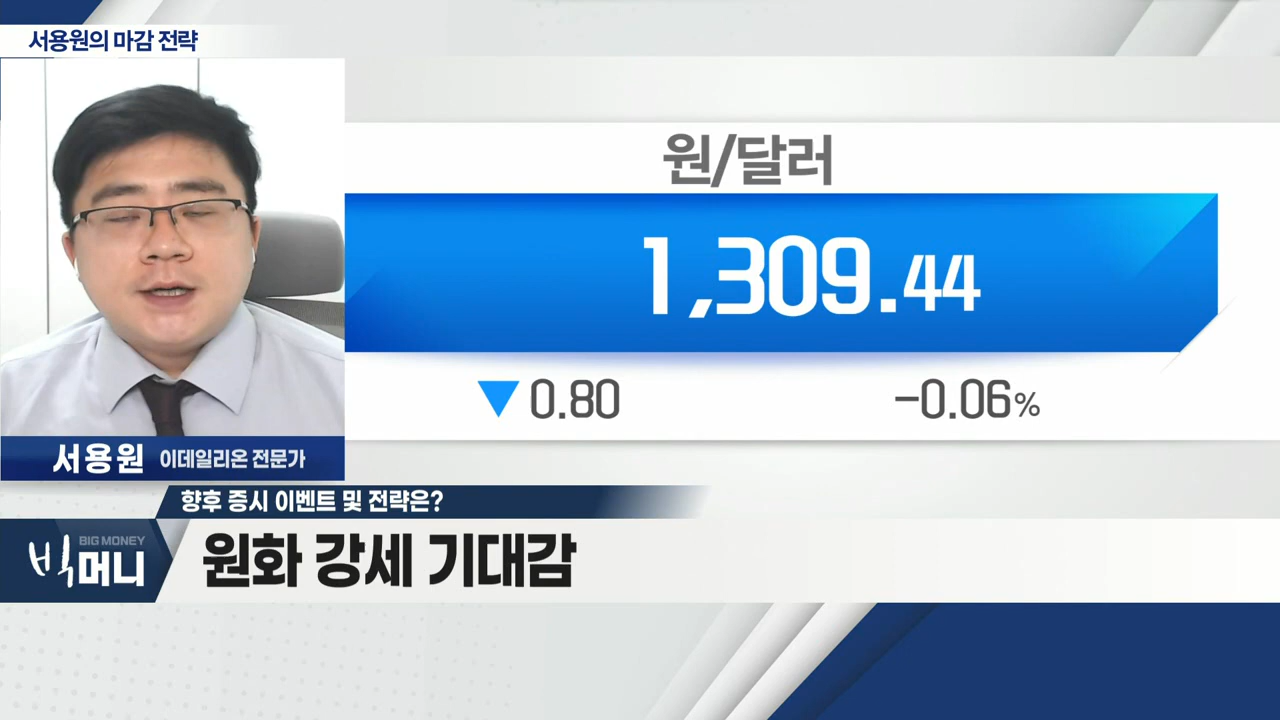 서용원의 마감 전략
원/달러
1,309.44
▼ 0.80 -0.06%
서용원 이데일리온 전문가
향후 증시 이벤트 및 전략은?
BIG MONEY
빅머니
원화 강세 기대감